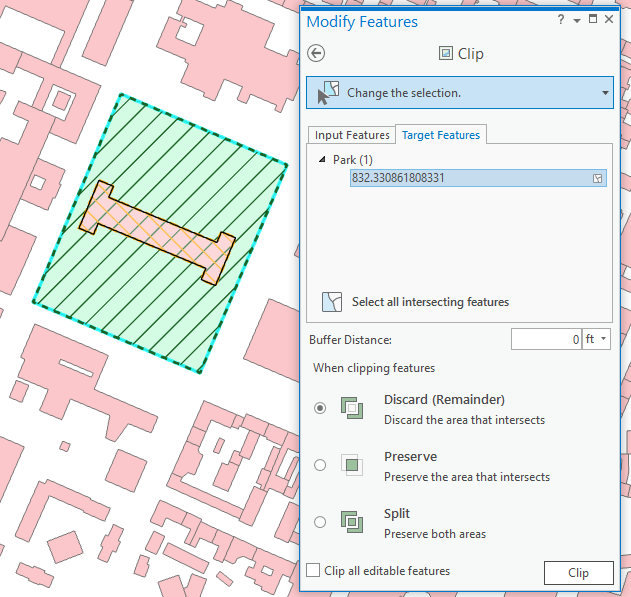 Modify Features
?
Clip
Change the selection.
Input Features Target Features
Park (1)
832.330861808331
Select all intersecting features
Buffer Distance: 0 ft
When clipping features
Discard (Remainder)
Discard the area that intersects
Preserve
Preserve the area that intersects
Split
Preserve both areas
Clip all editable features Clip